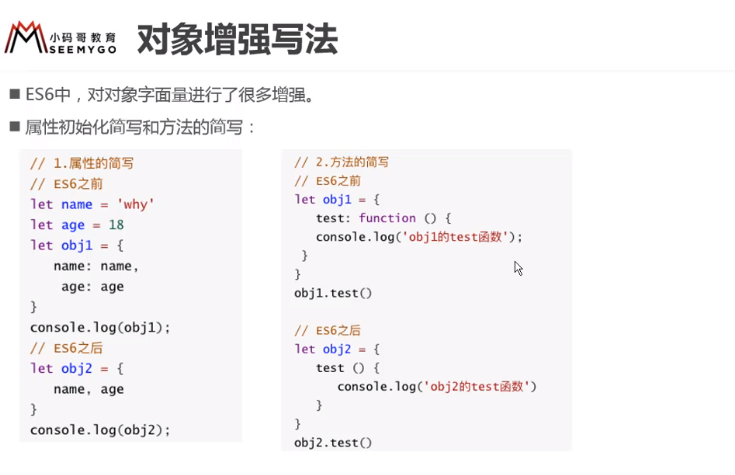 小码哥教育
SEEMYGO
对象增强写法
■ ES6中，对对象字面量进行了很多增强。
■ 属性初始化简写和方法的简写：
// 1.属性的简写
// ES6之前
let name = 'why'
let age = 18
let obj1 = {
name: name,
age: age
}
console.log(obj1);
// ES6之后
let obj2 = {
name, age
}
console.log(obj2);
// 2.方法的简写
// ES6之前
let obj1 = {
test: function () {
console.log('obj1的test函数');
}
}
obj1.test()
// ES6之后
let obj2 = {
test () {
console.log('obj2的test函数')
}
}
obj2.test()